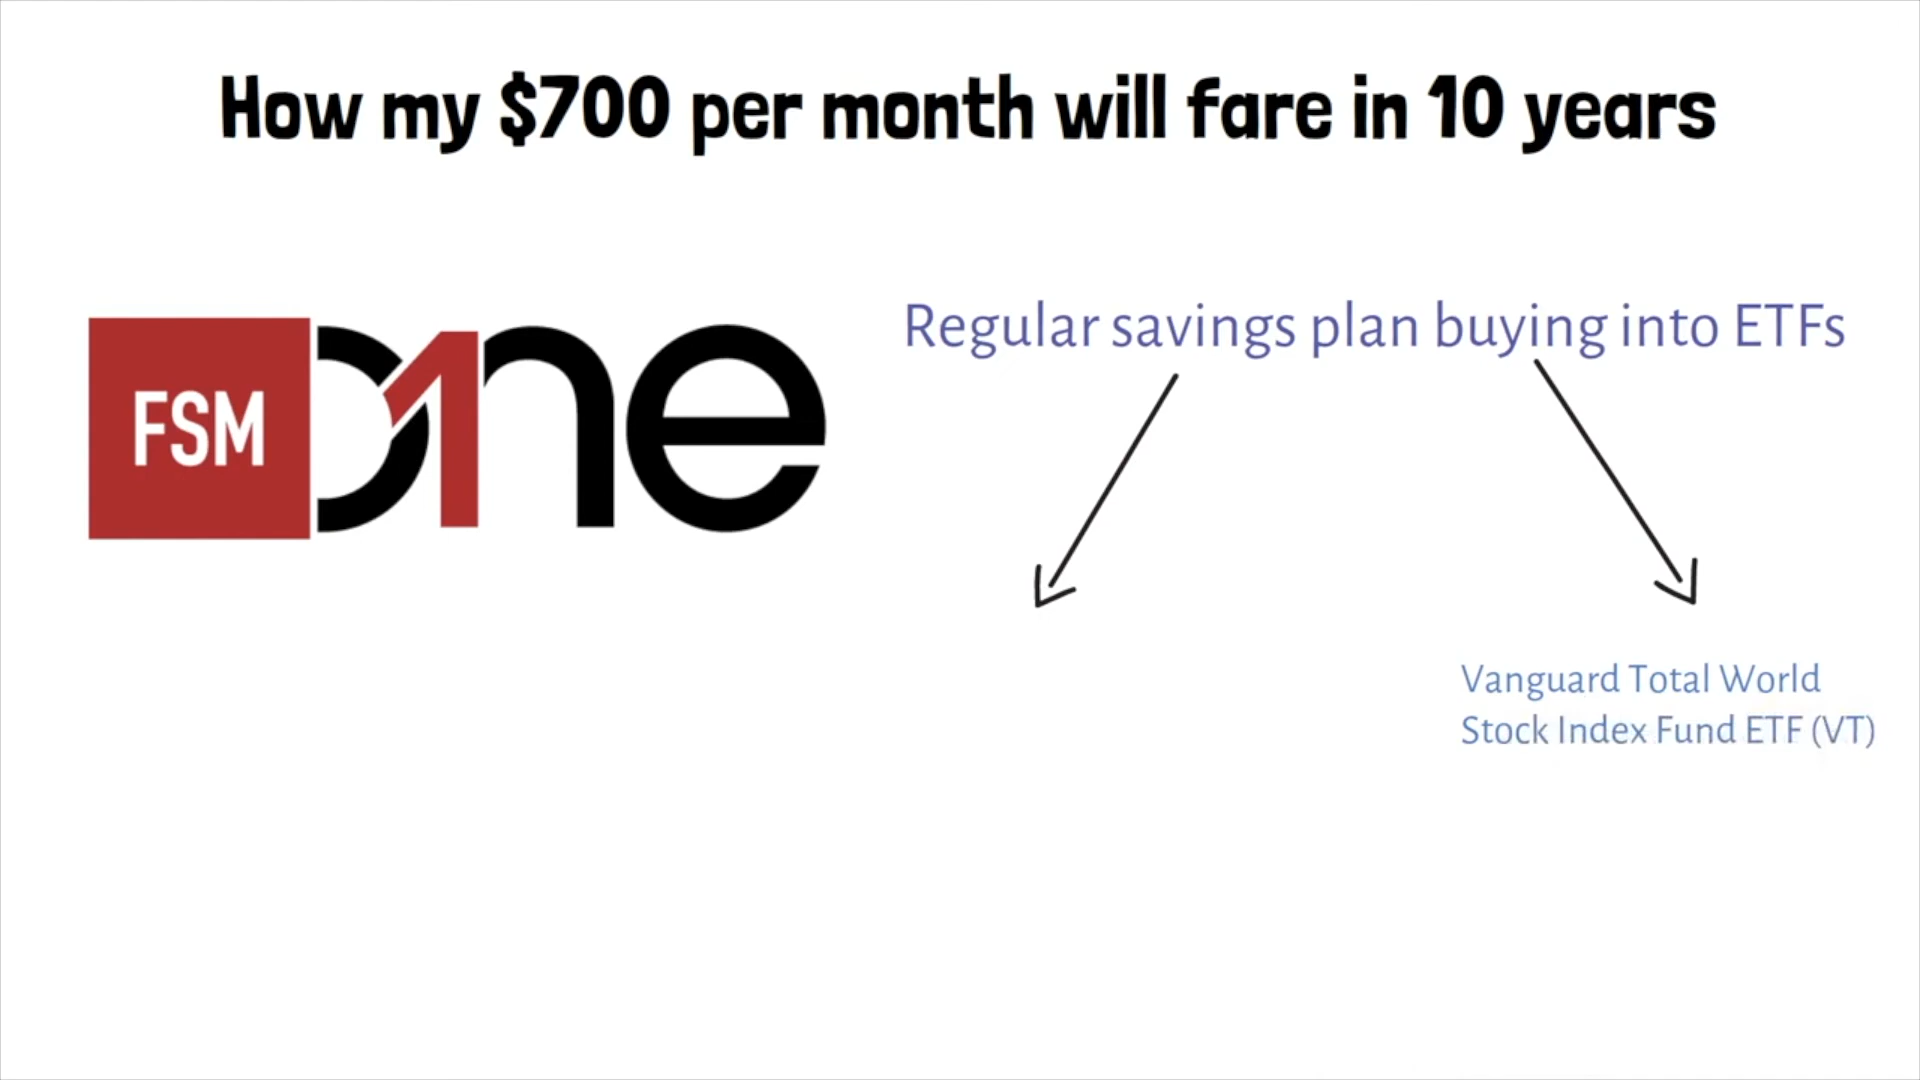 How my $700 per month will fare in 10 years
FSM One
Regular savings plan buying into ETFs
Vanguard Total World
Stock Index Fund ETF (VT)